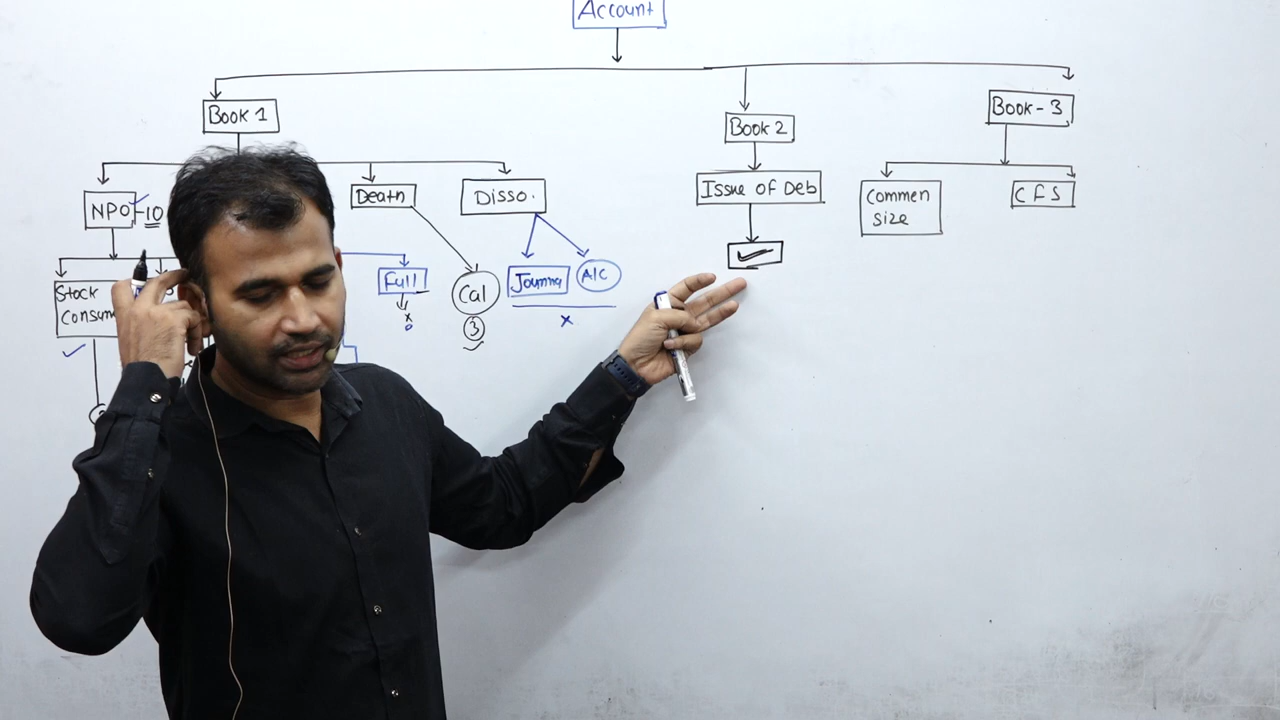 Account
Book 1
Book 2
Book - 3
NPO - 10
Death
Disso.
Issue of Deb
Commen
size
CFS
Stock
Consum
Full
x
Cal
3
Journa
A/C
x